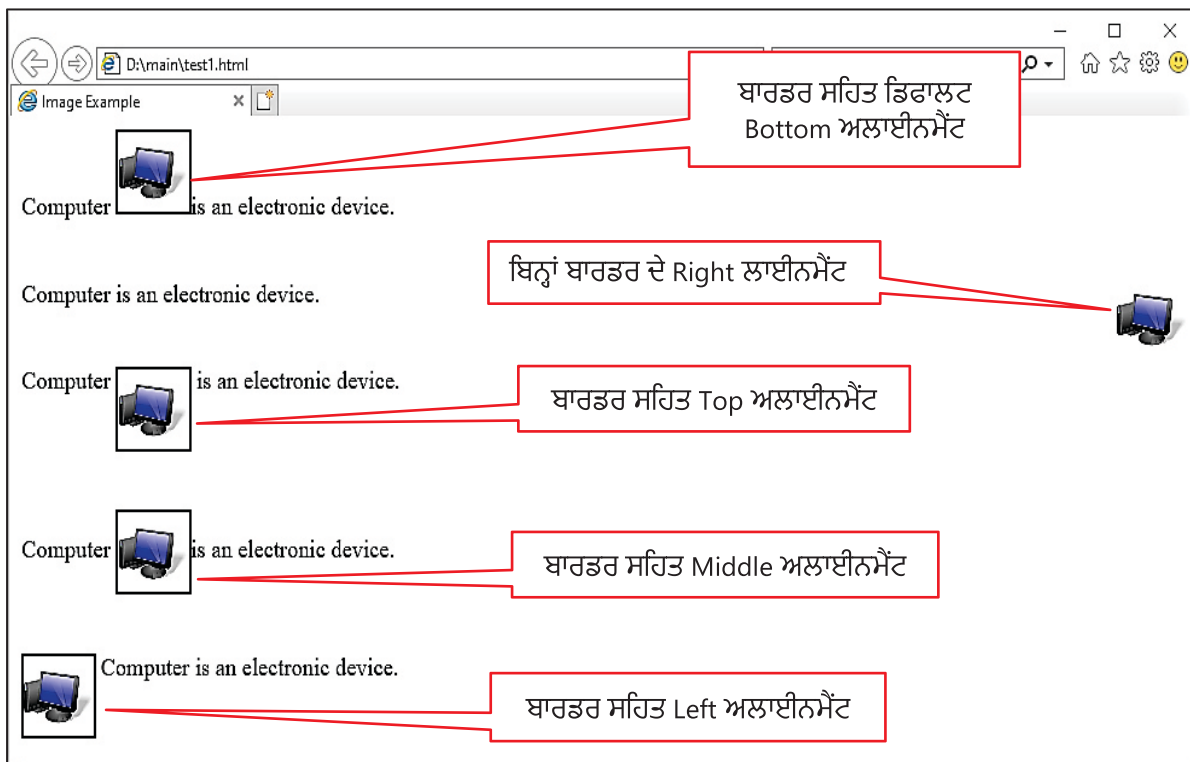 D:\main\test1.html
Image Example
ਬਾਰਡਰ ਸਹਿਤ ਡਿਫਾਲਟ
Bottom ਅਲਾਈਨਮੈਂਟ
Computer is an electronic device.
ਬਿਨ੍ਹਾਂ ਬਾਰਡਰ ਦੇ Right ਲਾਈਨਮੈਂਟ
Computer is an electronic device.
Computer is an electronic device.
ਬਾਰਡਰ ਸਹਿਤ Top ਅਲਾਈਨਮੈਂਟ
Computer is an electronic device.
ਬਾਰਡਰ ਸਹਿਤ Middle ਅਲਾਈਨਮੈਂਟ
Computer is an electronic device.
ਬਾਰਡਰ ਸਹਿਤ Left ਅਲਾਈਨਮੈਂਟ